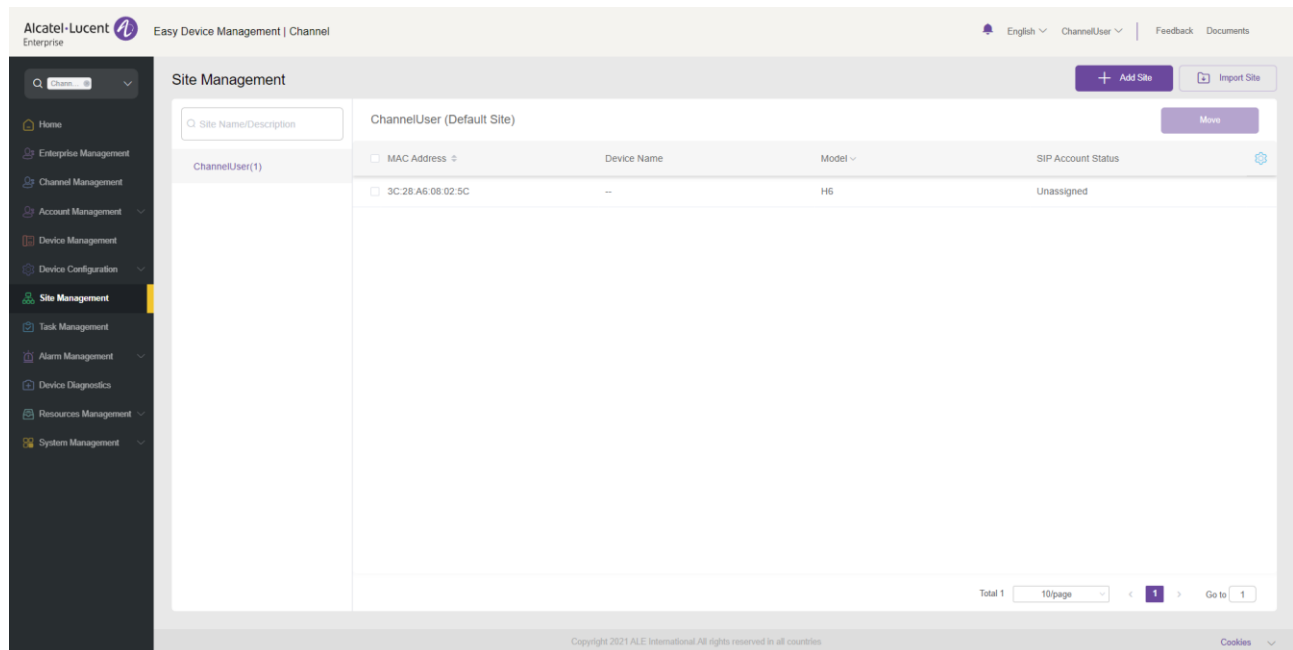 Alcatel·Lucent
Enterprise
Easy Device Management | Channel
English
ChannelUser
Feedback
Documents
Chann...
Site Management
Add Site
Import Site
Home
Enterprise Management
Channel Management
Account Management
Device Management
Device Configuration
Site Management
Task Management
Alarm Management
Device Diagnostics
Resources Management
System Management
Site Name/Description
ChannelUser(1)
ChannelUser (Default Site)
Move
MAC Address Device Name Model SIP Account Status
3C:28:A6:08:02:5C -- H6 Unassigned
Total 1 10/page < 1 > Go to 1
Copyright 2021 ALE International.All rights reserved in all countries
Cookies